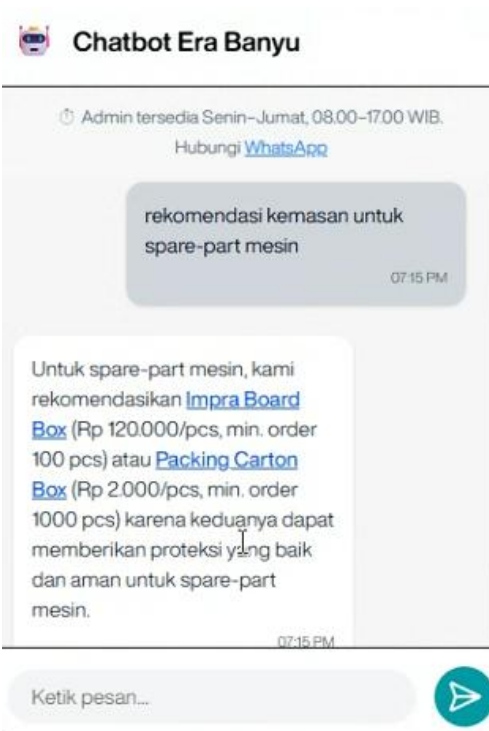 Chatbot Era Banyu
Admin tersedia Senin–Jumat, 08.00–17.00 WIB.
Hubungi WhatsApp
rekomendasi kemasan untuk
spare-part mesin
07:15 PM
Untuk spare-part mesin, kami
rekomendasikan Impra Board
Box (Rp 120.000/pcs, min. order
100 pcs) atau Packing Carton
Box (Rp 2.000/pcs, min. order
1000 pcs) karena keduanya dapat
memberikan proteksi yang baik
dan aman untuk spare-part
mesin.
07:15 PM
Ketik pesan...